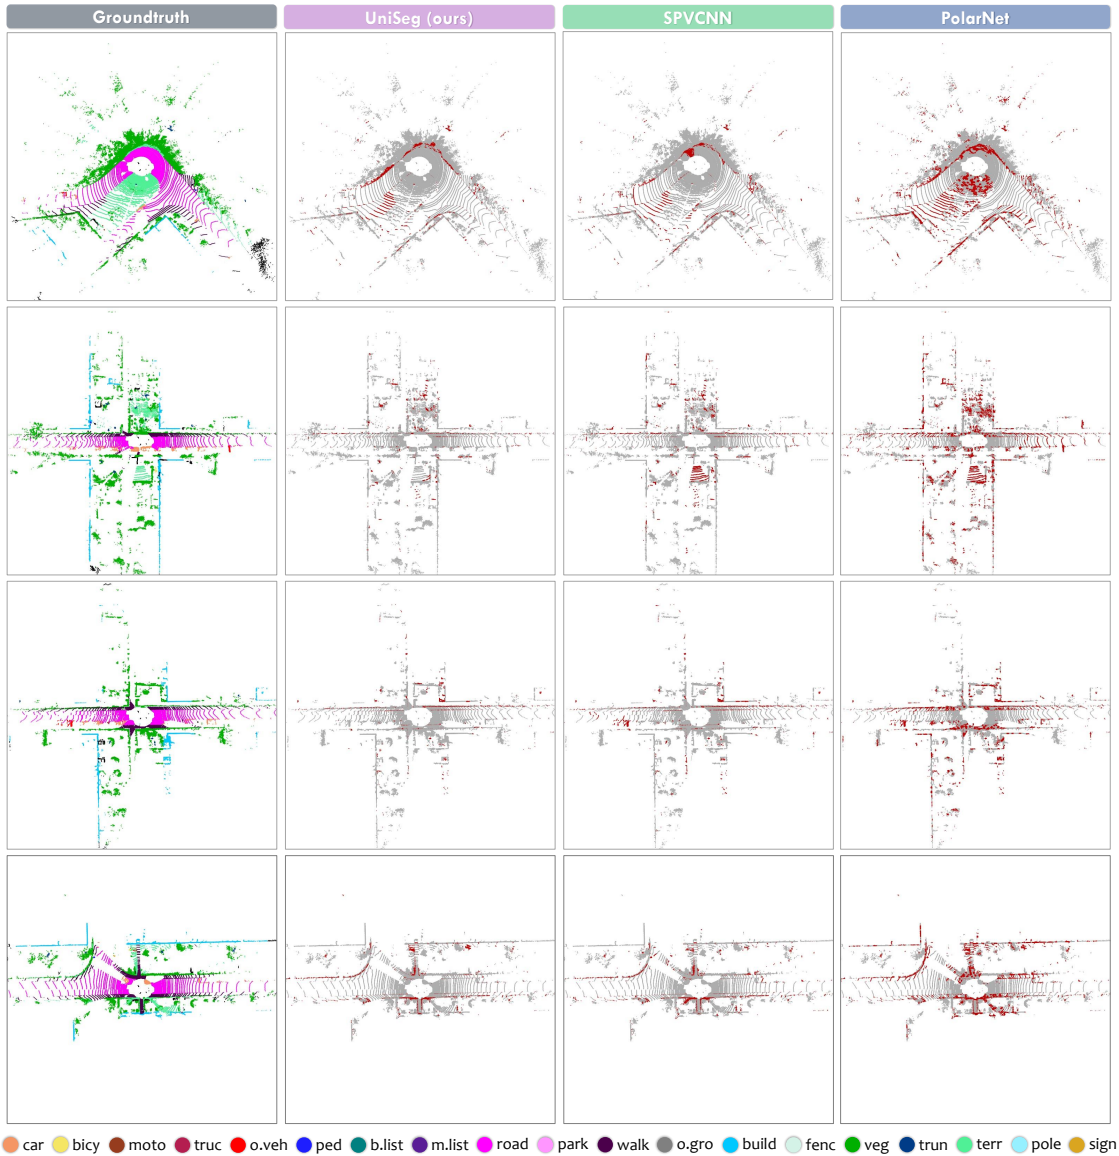 Groundtruth UniSeg (ours) SPVCNN PolarNet
car bicy moto truc o.veh ped b.list m.list road park walk o.gro build fenc veg trun terr pole sign